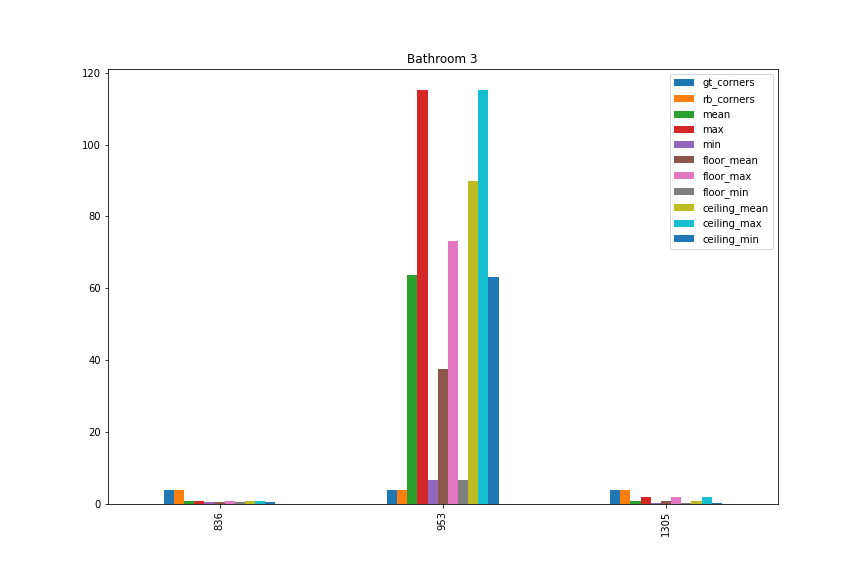 Bathroom 3
120
100
80
60
40
20
0
836
953
1305
gt_corners
rb_corners
mean
max
min
floor_mean
floor_max
floor_min
ceiling_mean
ceiling_max
ceiling_min